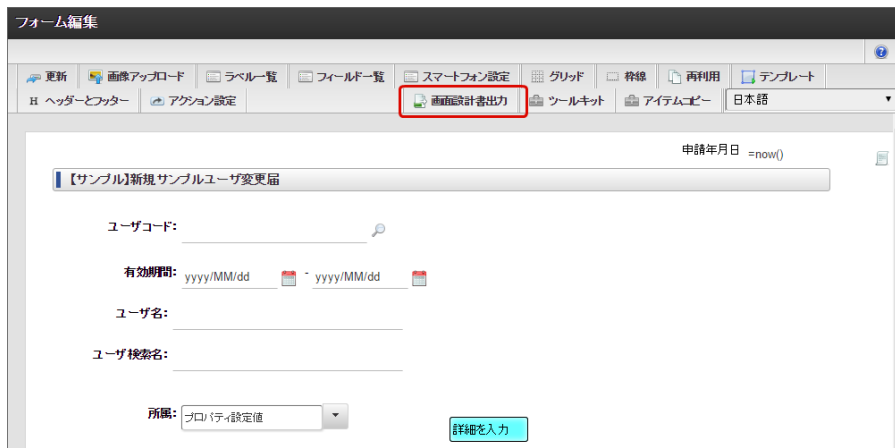 フォーム編集
更新 画像アップロード ラベル一覧 フィールド一覧 スマートフォン設定 グリッド 枠線 再利用 テンプレート
H ヘッダーとフッター アクション設定 画面設計書出力 ツールキット アイテムコピー 日本語
申請年月日 =now()
【サンプル】新規サンプルユーザ変更届
ユーザコード:
有効期間: yyyy/MM/dd - yyyy/MM/dd
ユーザ名:
ユーザ検索名:
所属: プロパティ設定値
詳細を入力